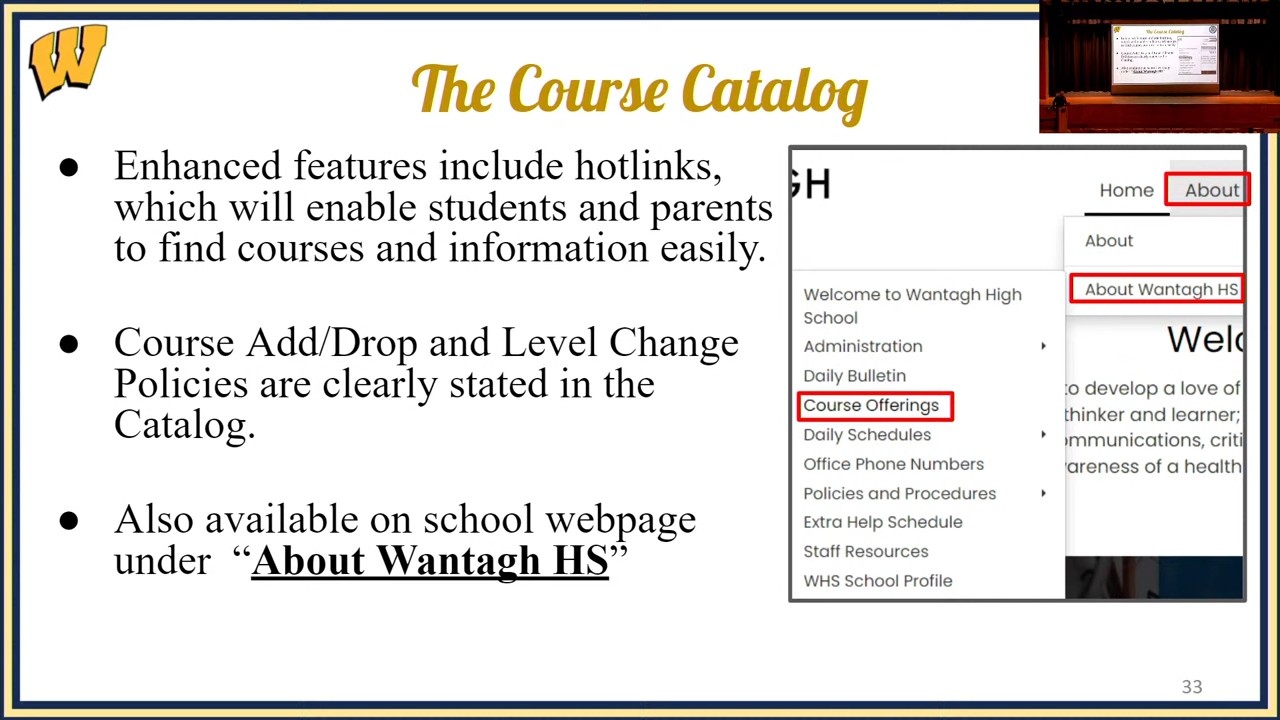 W
The Course Catalog
The Course Catalog
● Enhanced features include hotlinks,
which will enable students and parents
to find courses and information easily.
● Course Add/Drop and Level Change
Policies are clearly stated in the
Catalog.
● Also available on school webpage
under “About Wantagh HS”
GH
Home
About
About
About Wantagh HS
Welcome to Wantagh High
School
Administration
Daily Bulletin
Course Offerings
Daily Schedules
Office Phone Numbers
Policies and Procedures
Extra Help Schedule
Staff Resources
WHS School Profile
Welc
to develop a love of
thinker and learner;
ommunications, criti
areness of a health
33